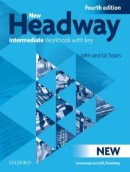 Fourth edition
New
Headway
Intermediate Workbook with key
John and Liz Soars
NEW
OXFORD